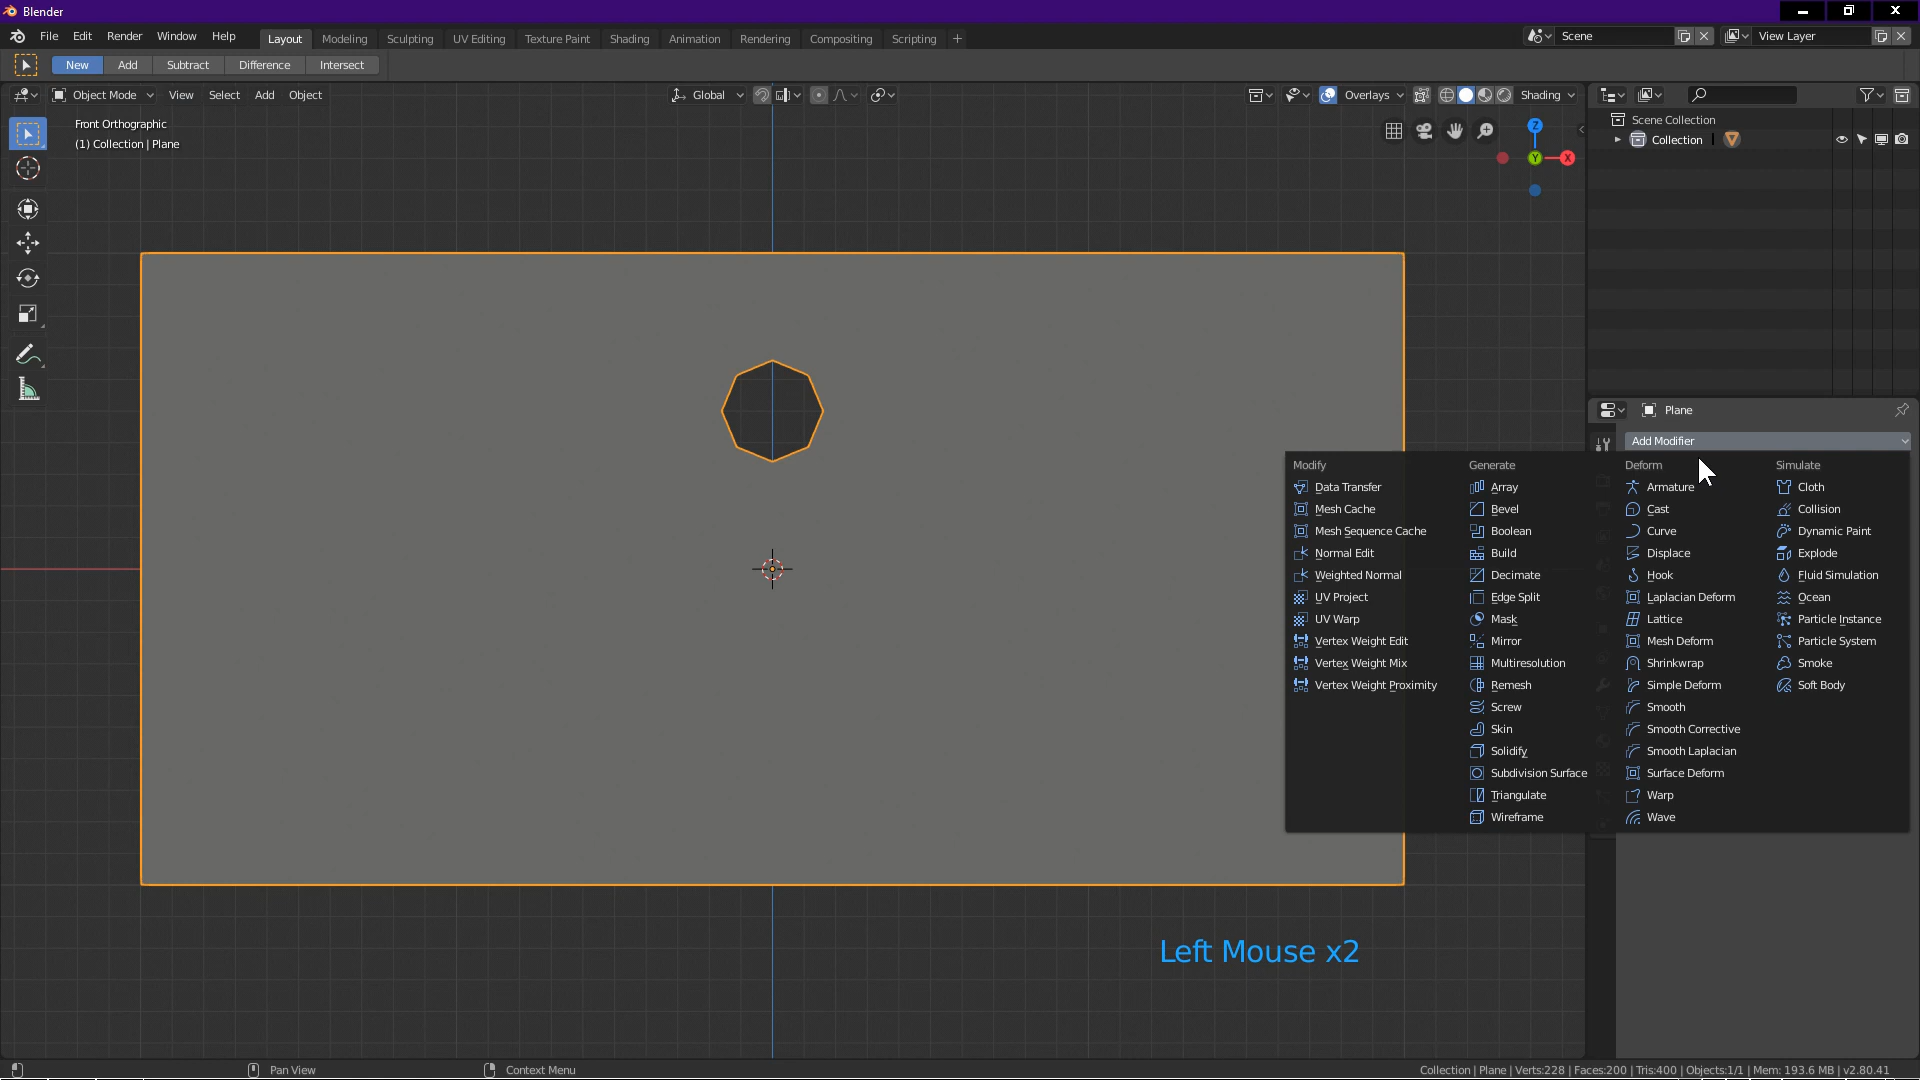 Blender
File Edit Render Window Help
Layout Modeling Sculpting UV Editing Texture Paint Shading Animation Rendering Compositing Scripting +
Scene
View Layer
New Add Subtract Difference Intersect
Object Mode View Select Add Object
Global
Overlays
Shading
Front Orthographic
(1) Collection | Plane
Z
Y
X
Scene Collection
Collection
Plane
Add Modifier
Modify
Data Transfer
Mesh Cache
Mesh Sequence Cache
Normal Edit
Weighted Normal
UV Project
UV Warp
Vertex Weight Edit
Vertex Weight Mix
Vertex Weight Proximity
Generate
Array
Bevel
Boolean
Build
Decimate
Edge Split
Mask
Mirror
Multiresolution
Remesh
Screw
Skin
Solidify
Subdivision Surface
Triangulate
Wireframe
Deform
Armature
Cast
Curve
Displace
Hook
Laplacian Deform
Lattice
Mesh Deform
Shrinkwrap
Simple Deform
Smooth
Smooth Corrective
Smooth Laplacian
Surface Deform
Warp
Wave
Simulate
Cloth
Collision
Dynamic Paint
Explode
Fluid Simulation
Ocean
Particle Instance
Particle System
Smoke
Soft Body
Left Mouse x2
Pan View
Context Menu
Collection | Plane | Verts:228 | Faces:200 | Tris:400 | Objects:1/1 | Mem: 193.6 MB | v2.80.41